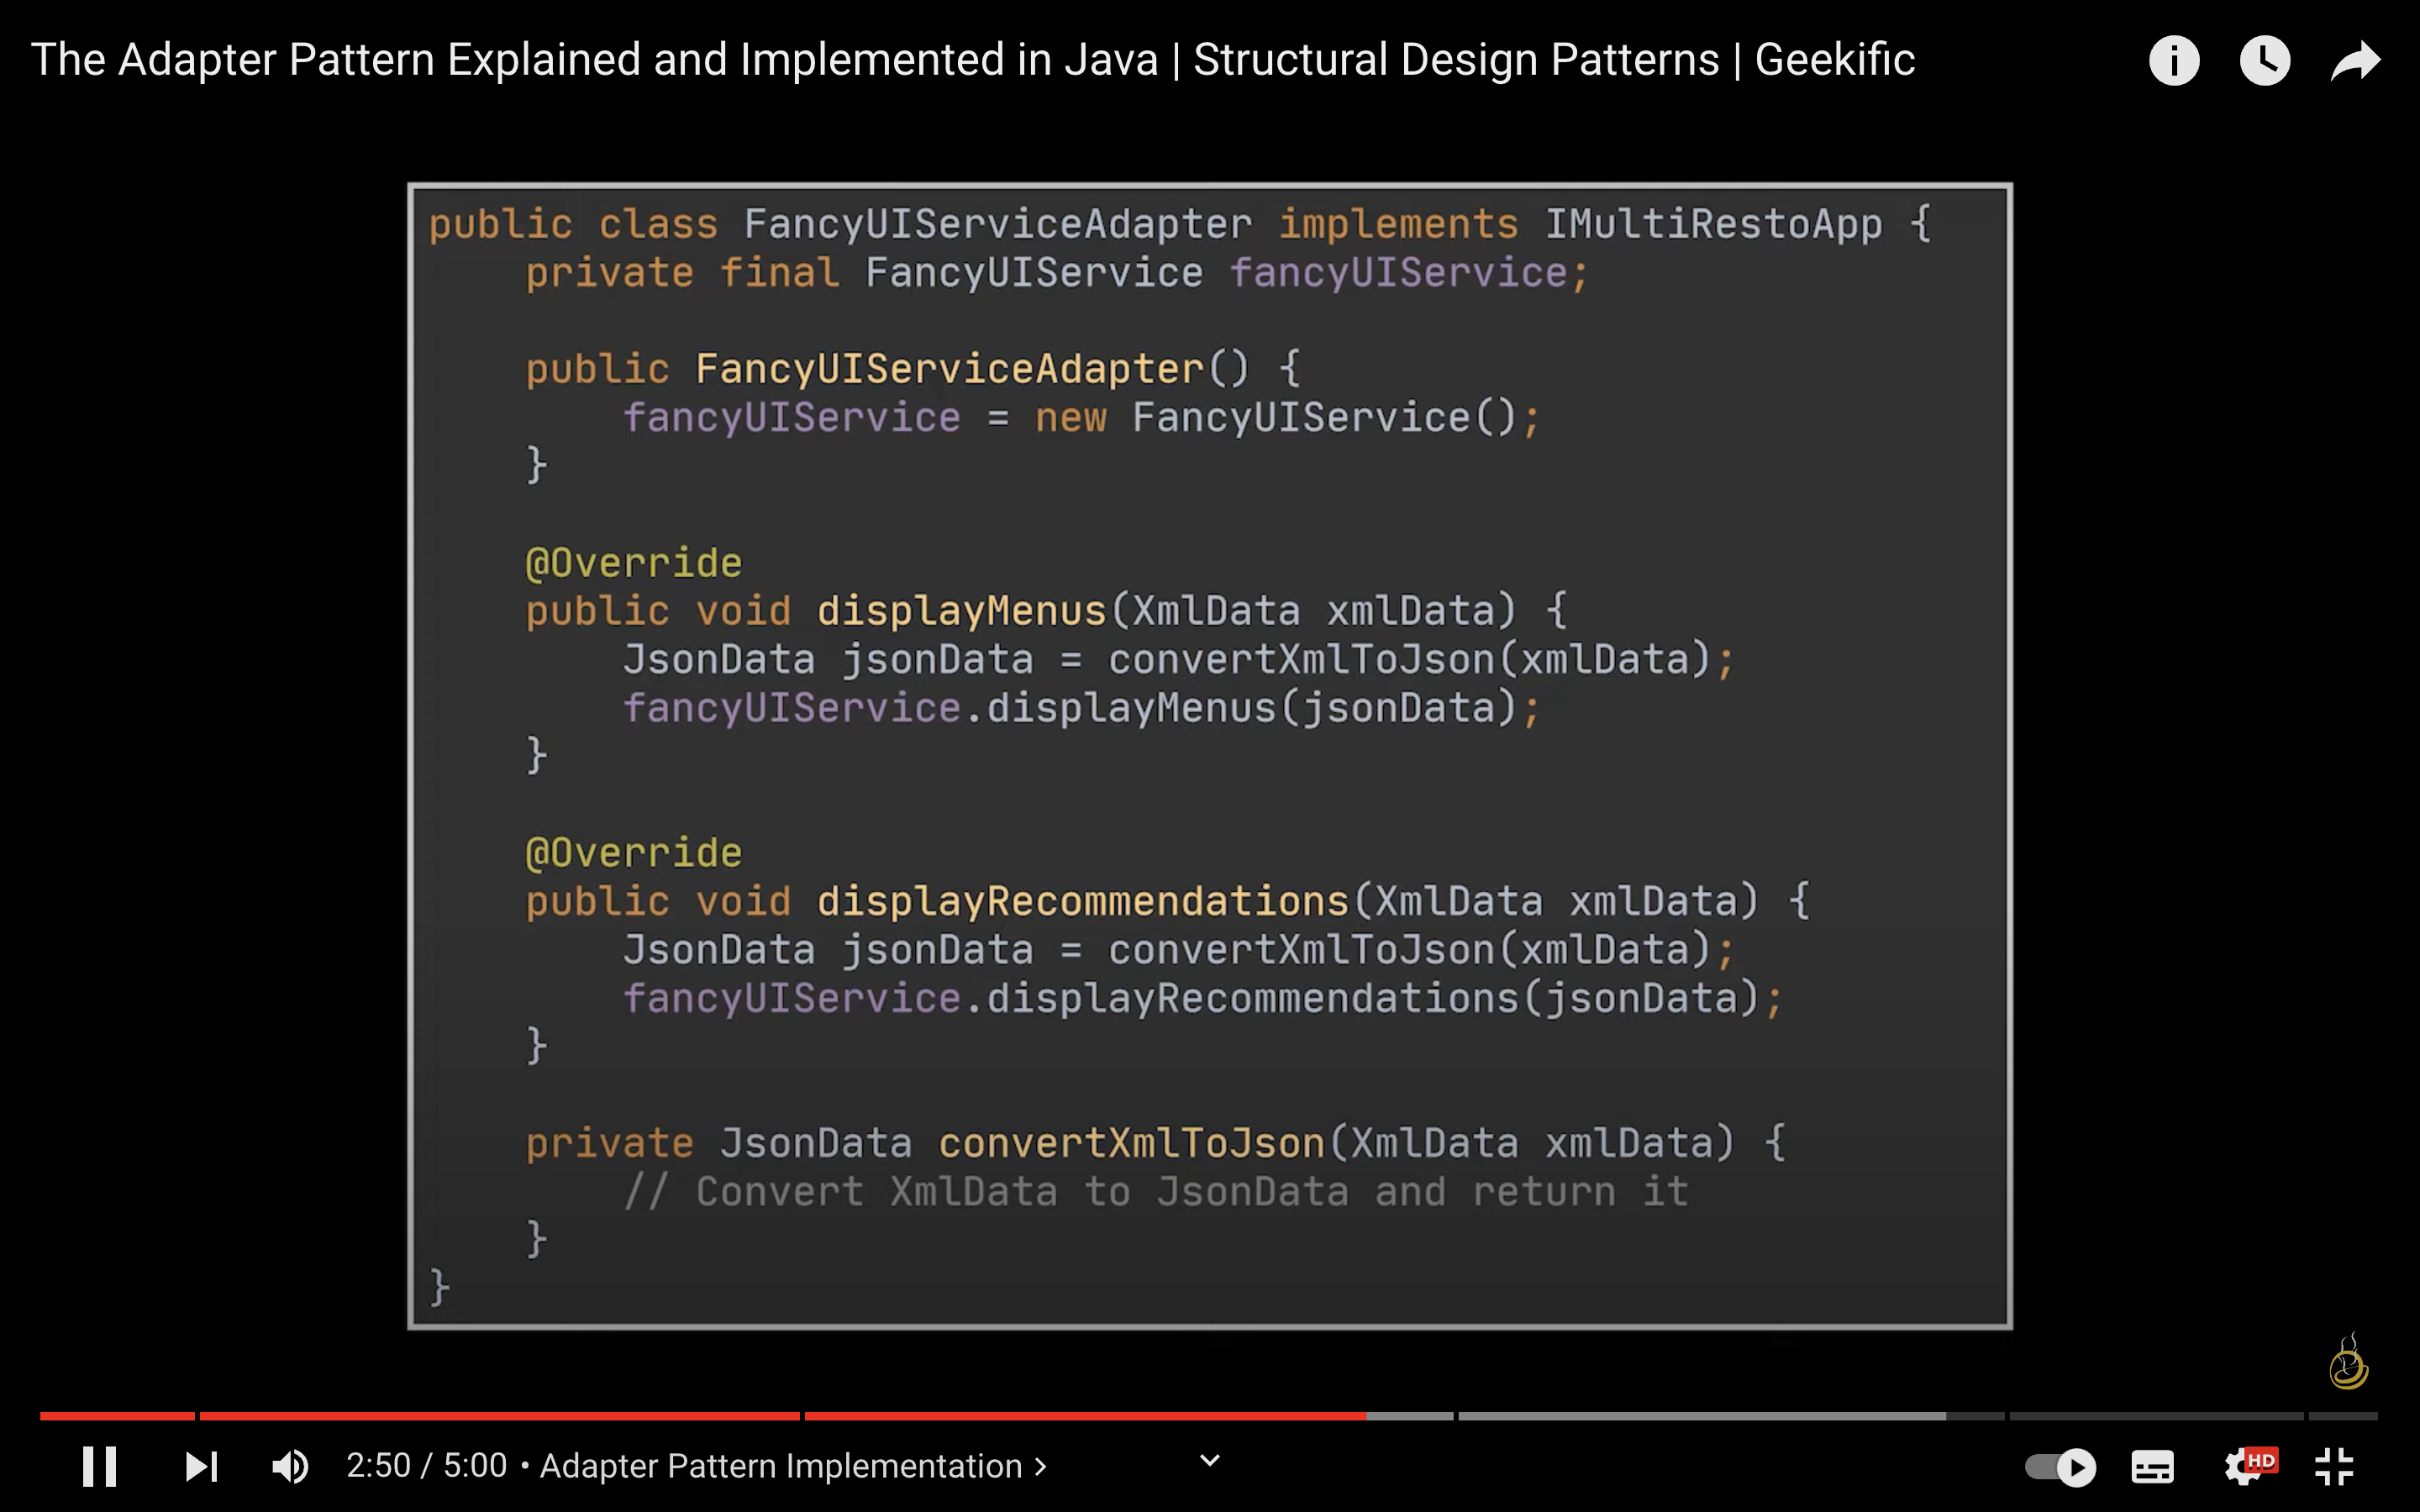 The Adapter Pattern Explained and Implemented in Java | Structural Design Patterns | Geekific
public class FancyUIServiceAdapter implements IMultiRestoApp {
    private final FancyUIService fancyUIService;
    public FancyUIServiceAdapter() {
        fancyUIService = new FancyUIService();
    }
    @Override
    public void displayMenus(XmlData xmlData) {
        JsonData jsonData = convertXmlToJson(xmlData);
        fancyUIService.displayMenus(jsonData);
    }
    @Override
    public void displayRecommendations(XmlData xmlData) {
        JsonData jsonData = convertXmlToJson(xmlData);
        fancyUIService.displayRecommendations(jsonData);
    }
    private JsonData convertXmlToJson(XmlData xmlData) {
        // Convert XmlData to JsonData and return it
    }
}
2:50 / 5:00 • Adapter Pattern Implementation >
HD